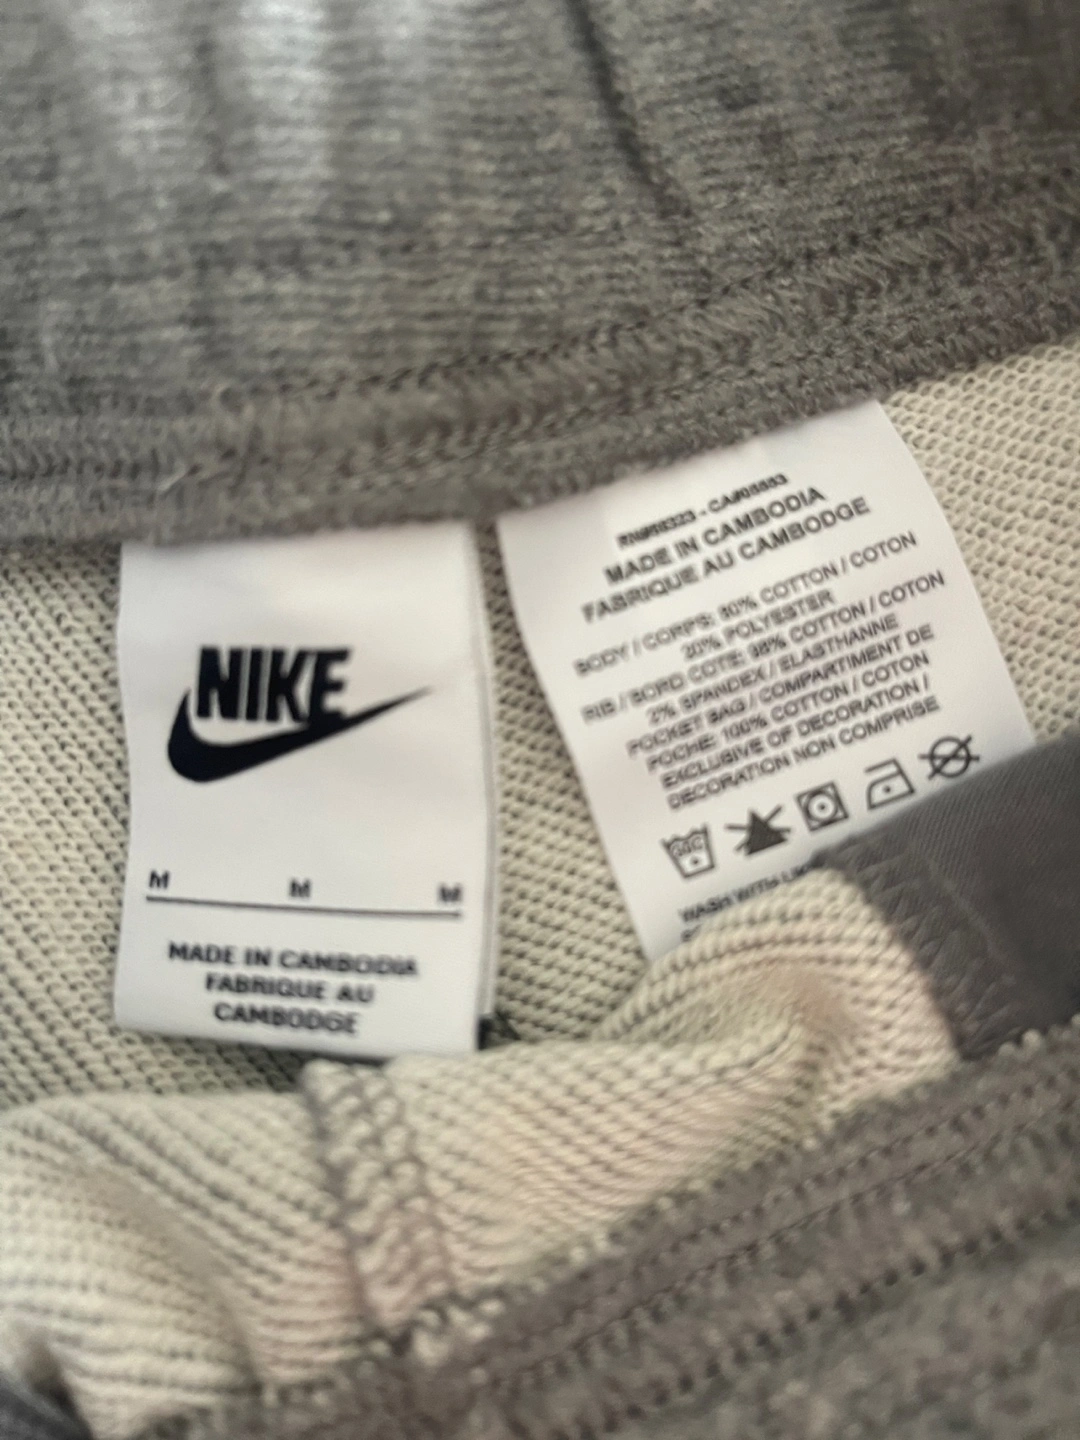 NIKE
M M M
MADE IN CAMBODIA
FABRIQUE AU
CAMBODGE
MADE IN CAMBODIA
FABRIQUE AU CAMBODGE
BODY / CORPS: 80% COTTON / COTON
20% POLYESTER
RIB / BORD COTE: 98% COTTON / COTON
2% SPANDEX / ELASTHANNE
POCKET BAG / COMPARTIMENT DE
POCHE: 100% COTTON / COTON
EXCLUSIVE OF DECORATION /
DECORATION NON COMPRISE
WASH WITH